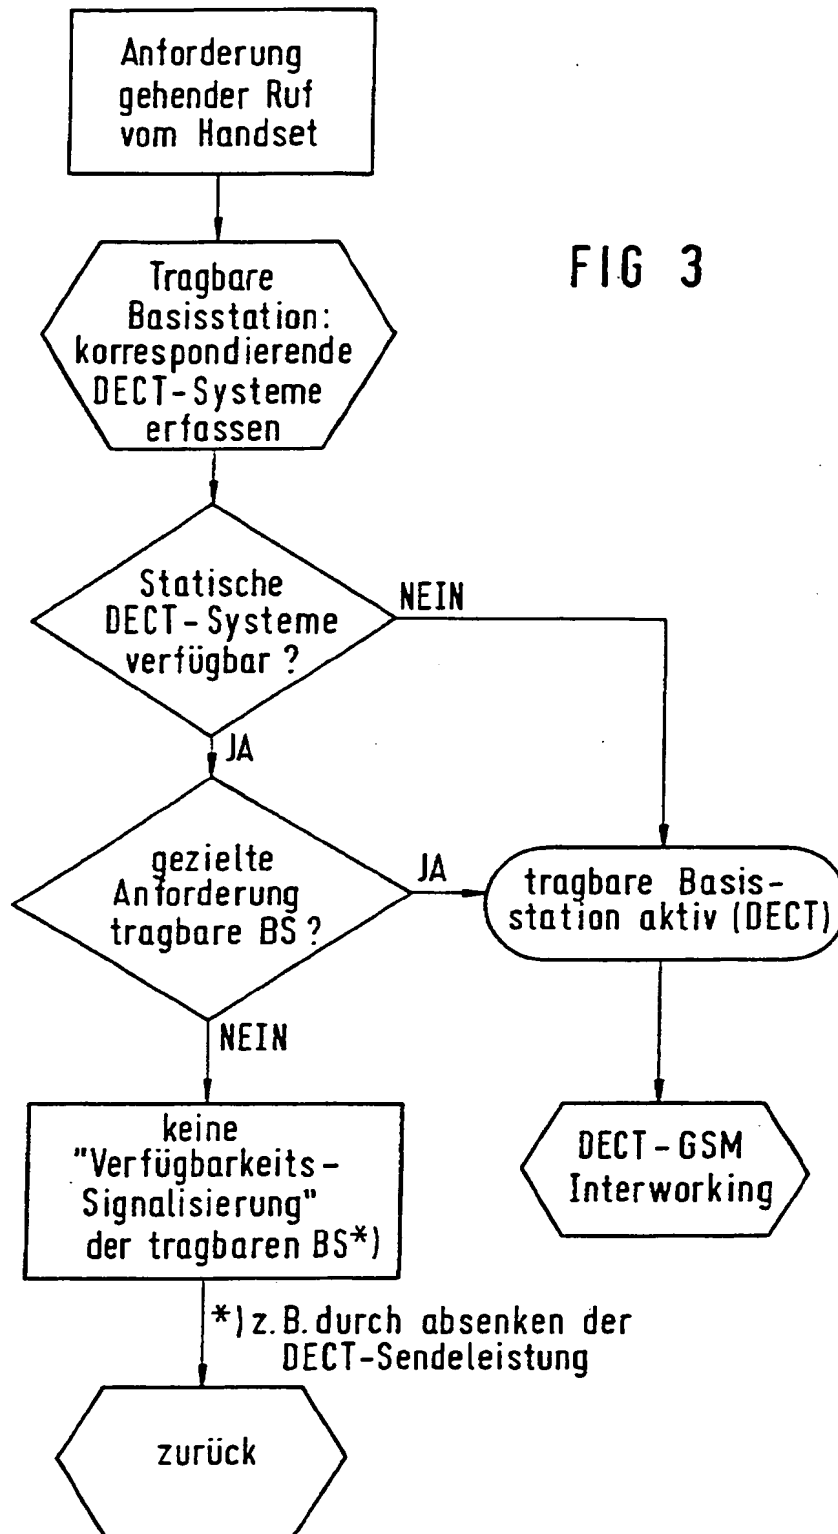 Anforderung
gehender Ruf
vom Handset
FIG 3
Tragbare
Basisstation:
korrespondierende
DECT-Systeme
erfassen
Statische
DECT-Systeme
verfügbar ?
NEIN
JA
gezielte
Anforderung
tragbare BS ?
JA
tragbare Basis-
station aktiv (DECT)
NEIN
keine
"Verfügbarkeits-
Signalisierung"
der tragbaren BS*)
DECT-GSM
Interworking
*) z.B. durch absenken der
DECT-Sendeleistung
zurück